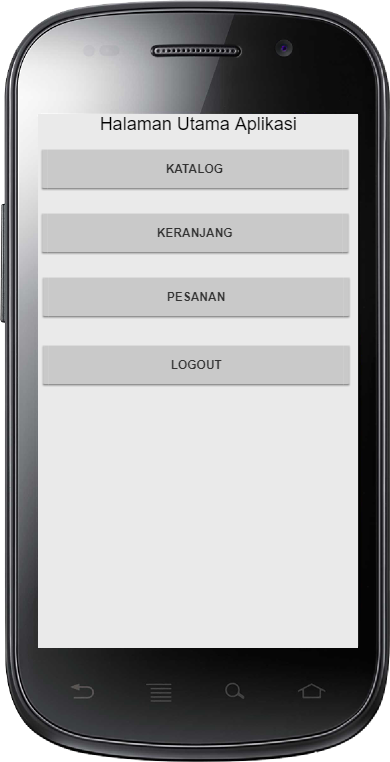 Halaman Utama Aplikasi
KATALOG
KERANJANG
PESANAN
LOGOUT